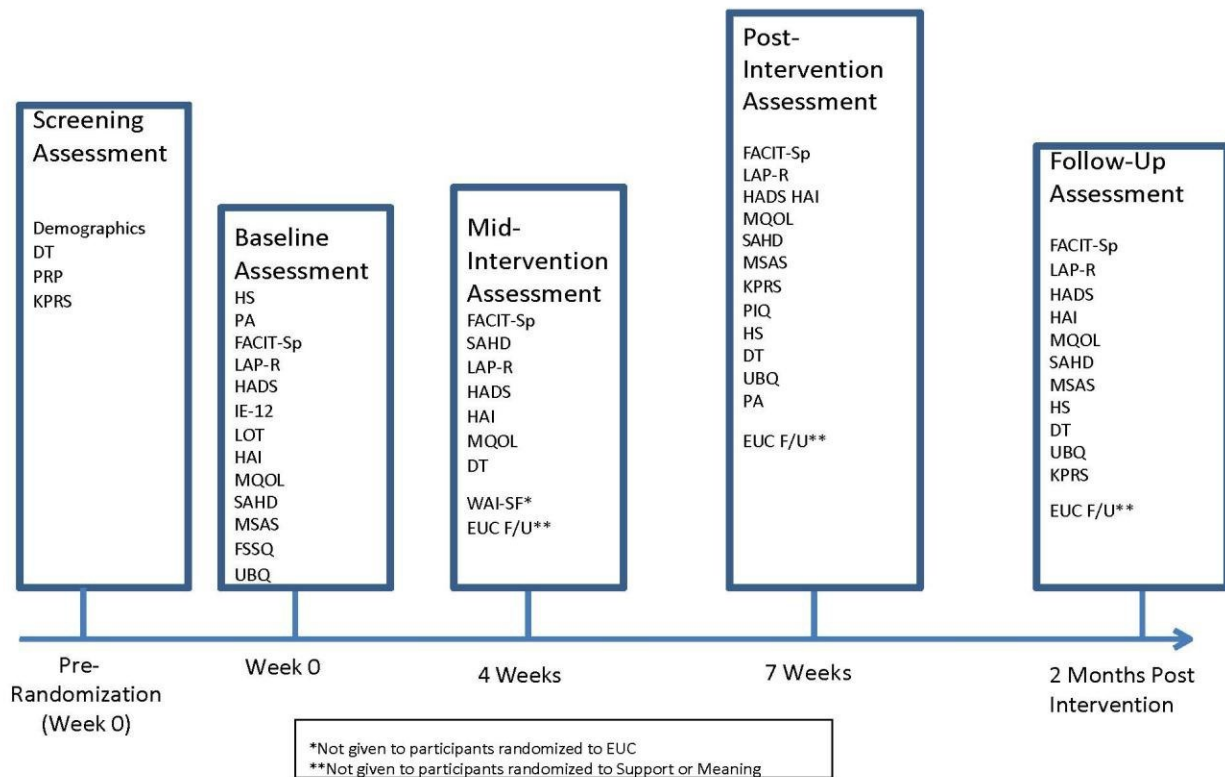 Screening
Assessment
Demographics
DT
PRP
KPRS
Baseline
Assessment
HS
PA
FACIT-Sp
LAP-R
HADS
IE-12
LOT
HAI
MQOL
SAHD
MSAS
FSSQ
UBQ
Mid-
Intervention
Assessment
FACIT-Sp
SAHD
LAP-R
HADS
HAI
MQOL
DT
WAI-SF*
EUC F/U**
Post-
Intervention
Assessment
FACIT-Sp
LAP-R
HADS HAI
MQOL
SAHD
MSAS
KPRS
PIQ
HS
DT
UBQ
PA
EUC F/U**
Follow-Up
Assessment
FACIT-Sp
LAP-R
HADS
HAI
MQOL
SAHD
MSAS
HS
DT
UBQ
KPRS
EUC F/U**
Pre-
Randomization
(Week 0)
Week 0
4 Weeks
7 Weeks
2 Months Post
Intervention
*Not given to participants randomized to EUC
**Not given to participants randomized to Support or Meaning